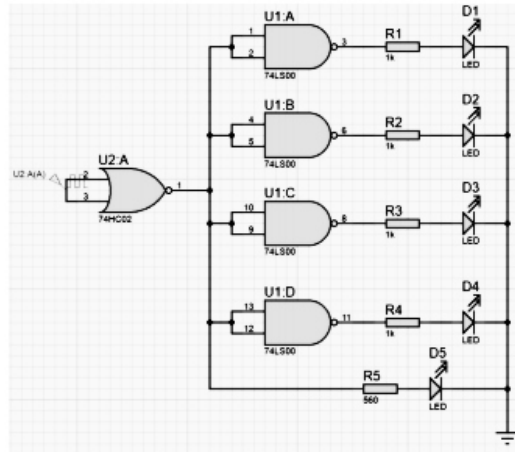 U1:A
1
2
3
74LS00
R1
1k
D1
LED
U1:B
4
5
6
74LS00
R2
1k
D2
LED
U2:A(A)
U2:A
2
3
1
74HC02
U1:C
10
9
8
74LS00
R3
1k
D3
LED
U1:D
13
12
11
74LS00
R4
1k
D4
LED
R5
560
D5
LED